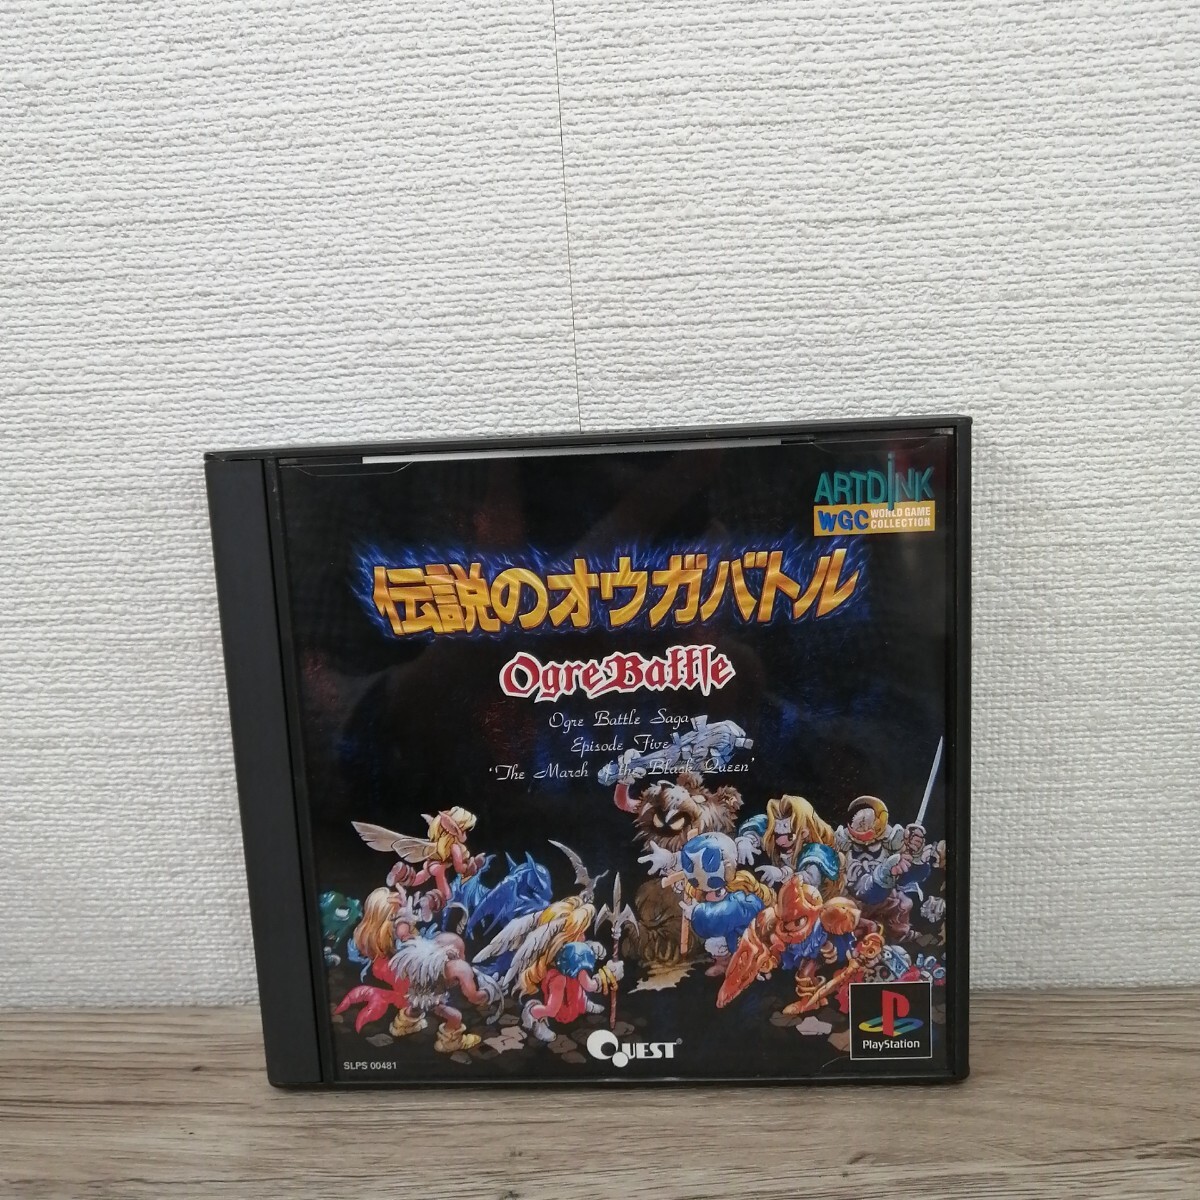 ARTDiNK
WGC WORLD GAME COLLECTION
伝説のオウガバトル
Ogre Battle
Ogre Battle Saga
Episode Five
'The March of the Black Queen'
QUEST®
PlayStation
SLPS 00481